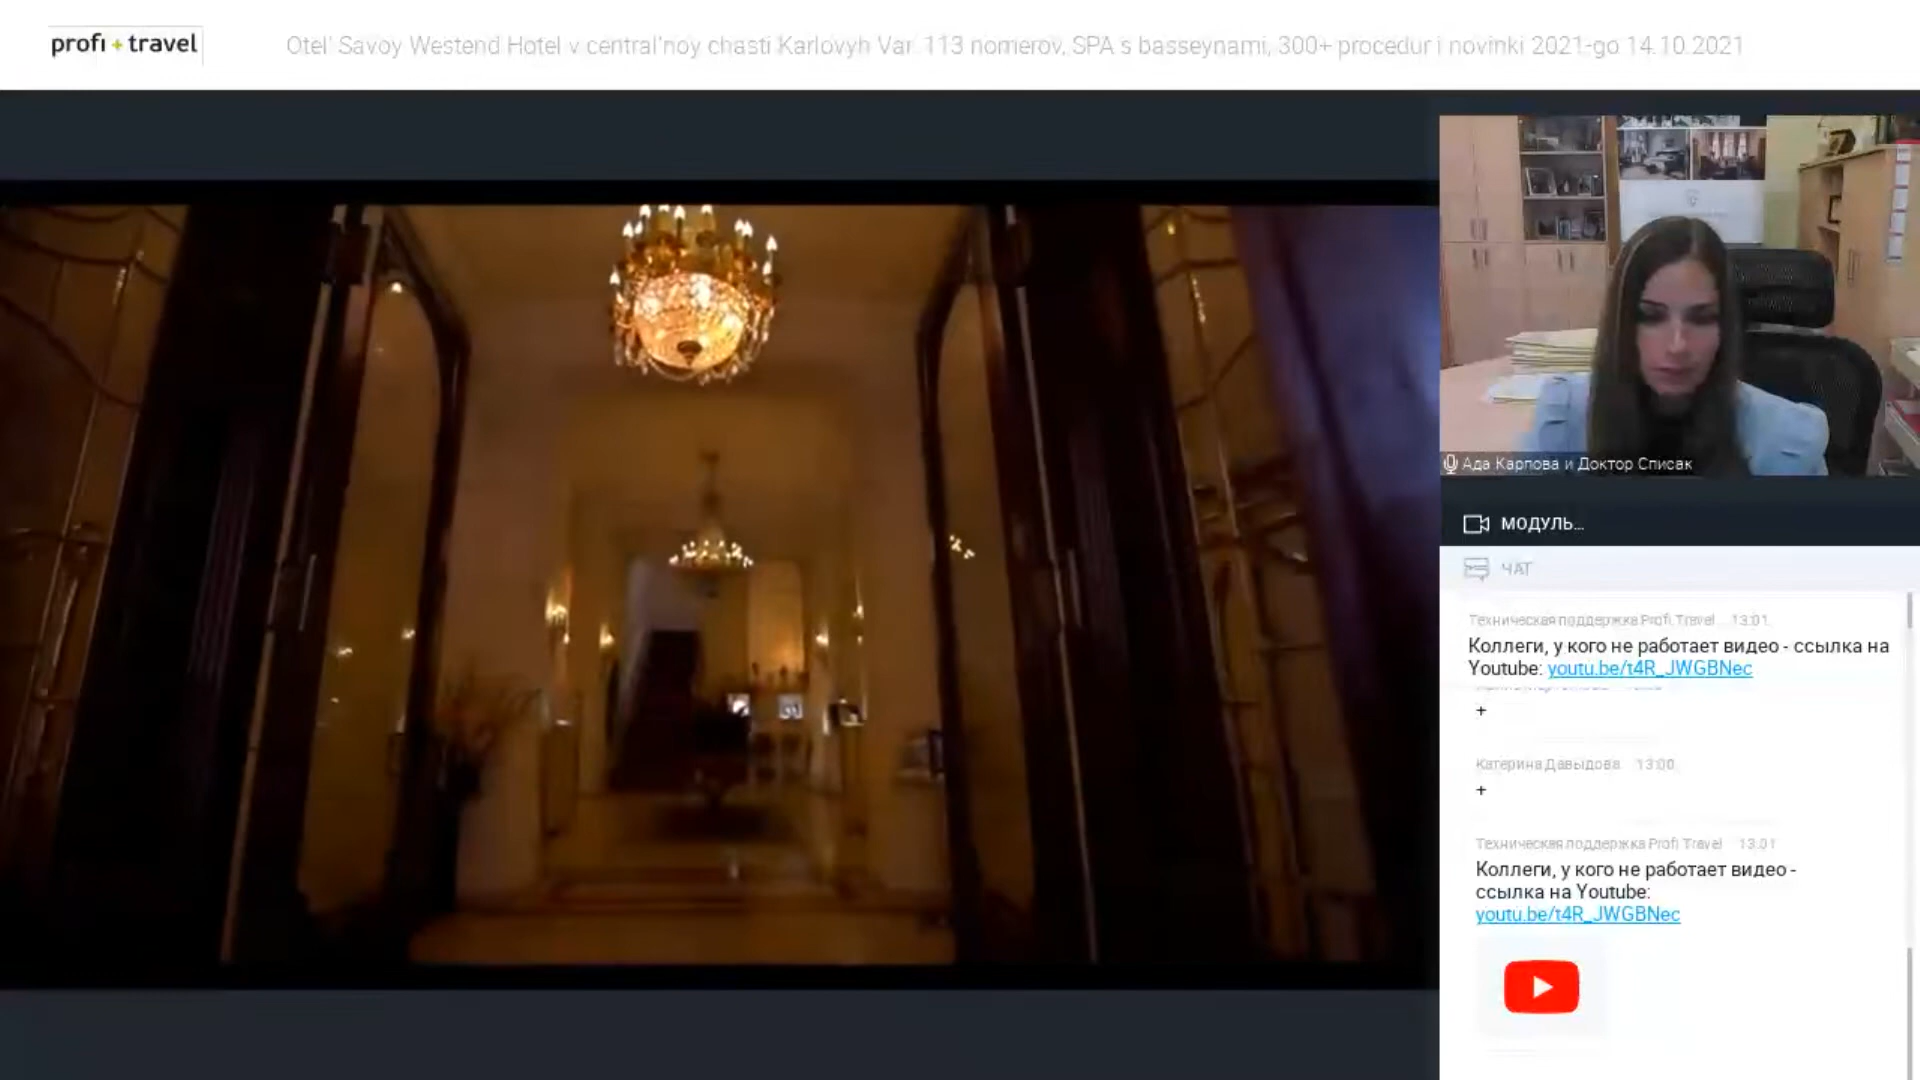 profi + travel
Otel' Savoy Westend Hotel v central'noy chasti Karlovyh Var. 113 nomerov, SPA s basseynami, 300+ procedur i novinki 2021-go 14.10.2021
Ада Карпова и Доктор Списак
МОДУЛЬ...
ЧАТ
Техническая поддержка Profi.Travel 13:01
Коллеги, у кого не работает видео - ссылка на
Youtube: youtu.be/t4R_JWGBNec
+
Катерина Давыдова 13:00
+
Техническая поддержка Profi.Travel 13:01
Коллеги, у кого не работает видео -
ссылка на Youtube:
youtu.be/t4R_JWGBNec